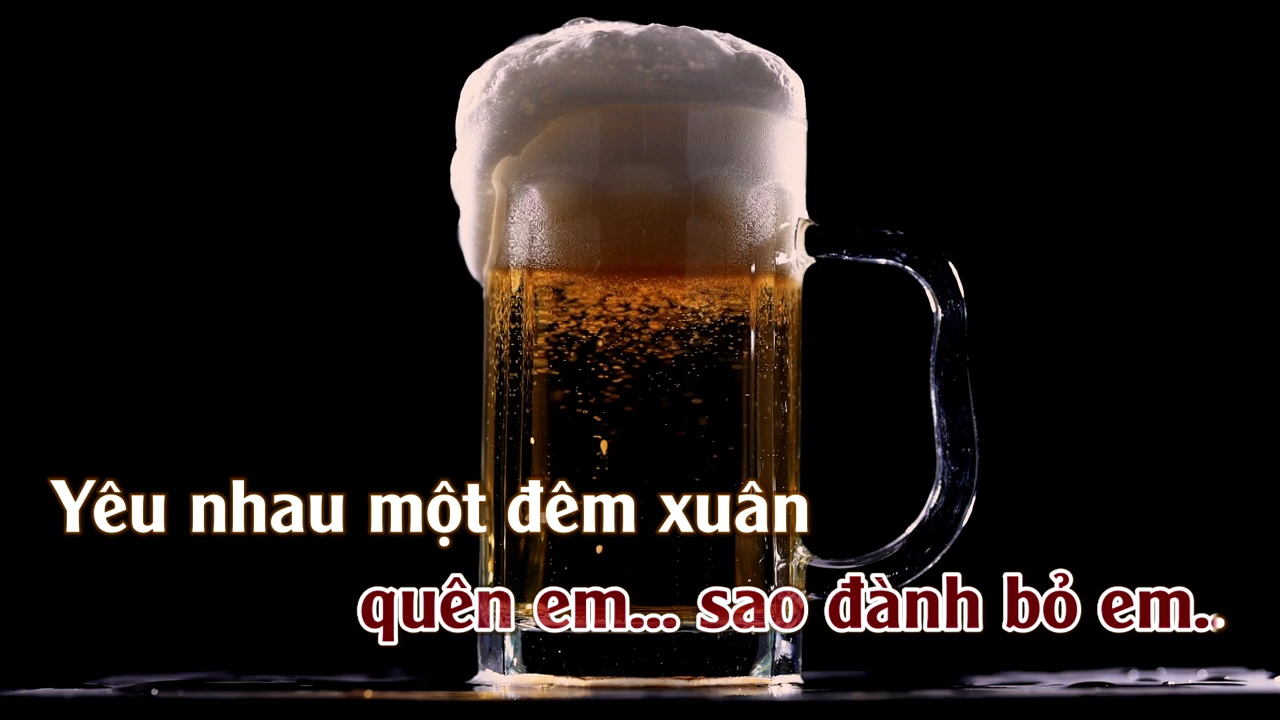 Yêu nhau một đêm xuân
quên em... sao đành bỏ em..